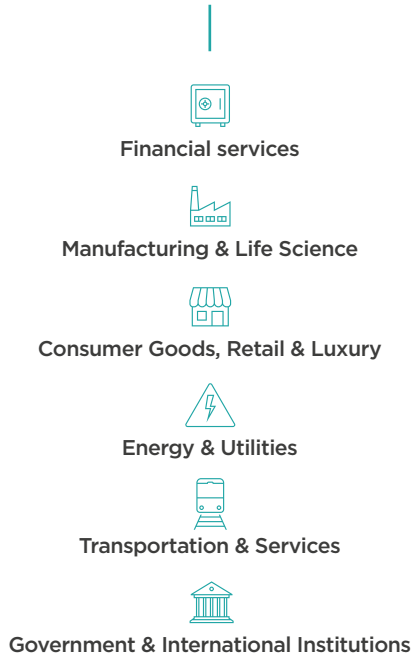 Financial services
Manufacturing & Life Science
Consumer Goods, Retail & Luxury
Energy & Utilities
Transportation & Services
Government & International Institutions